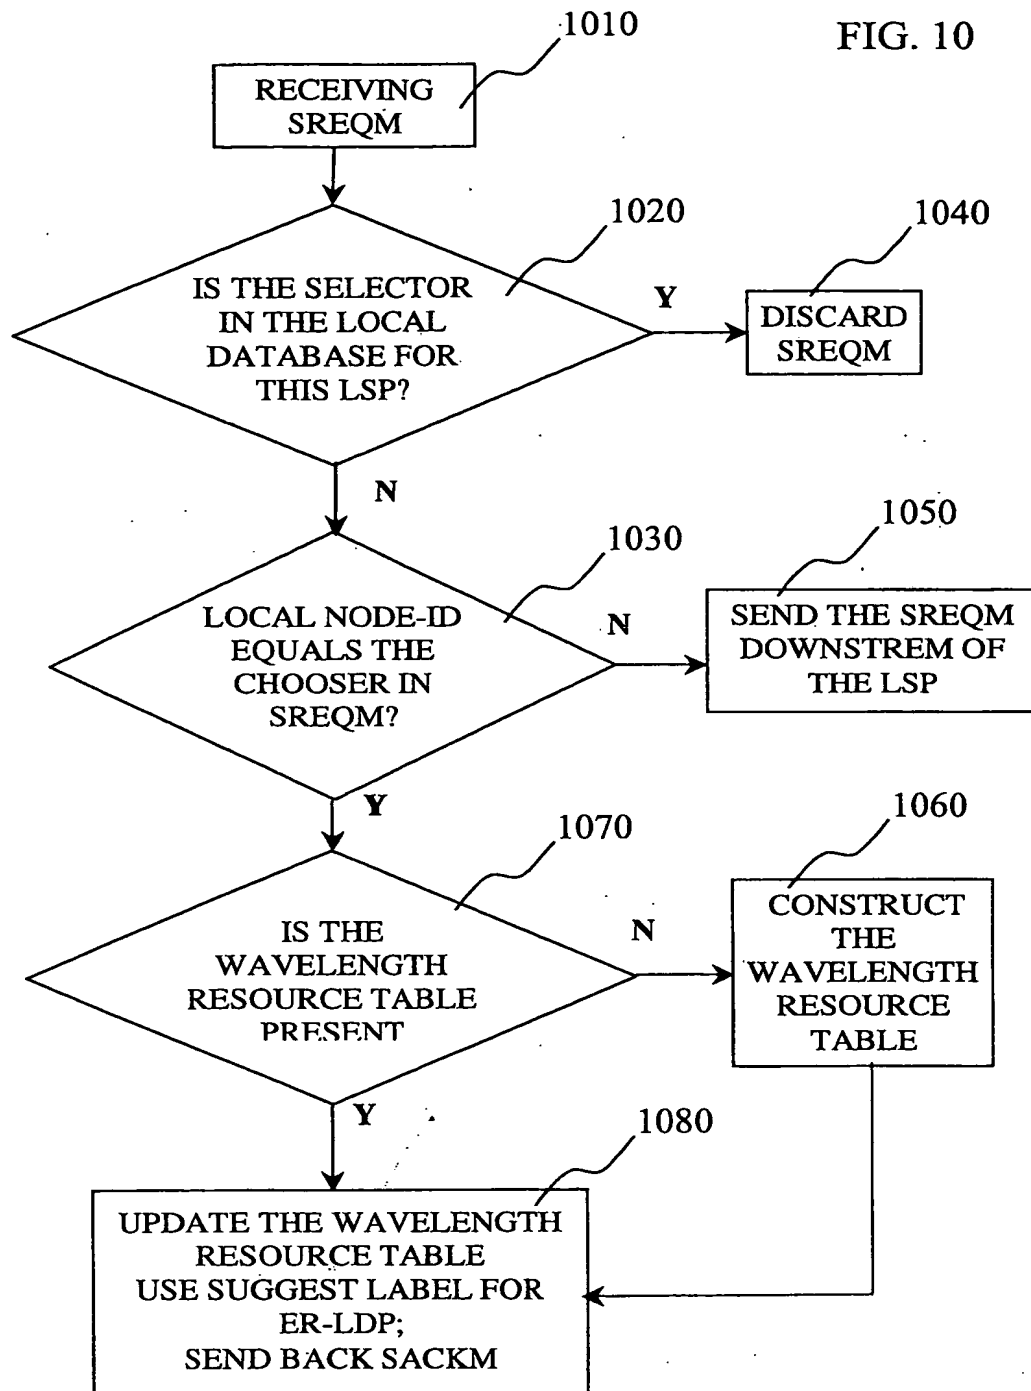 FIG. 10
1010
RECEIVING
SREQM
1020
IS THE SELECTOR
IN THE LOCAL
DATABASE FOR
THIS LSP?
Y
1040
DISCARD
SREQM
N
1030
LOCAL NODE-ID
EQUALS THE
CHOOSER IN
SREQM?
N
1050
SEND THE SREQM
DOWNSTREM OF
THE LSP
Y
1070
IS THE
WAVELENGTH
RESOURCE TABLE
PRESENT
N
1060
CONSTRUCT
THE
WAVELENGTH
RESOURCE
TABLE
Y
1080
UPDATE THE WAVELENGTH
RESOURCE TABLE
USE SUGGEST LABEL FOR
ER-LDP;
SEND BACK SACKM